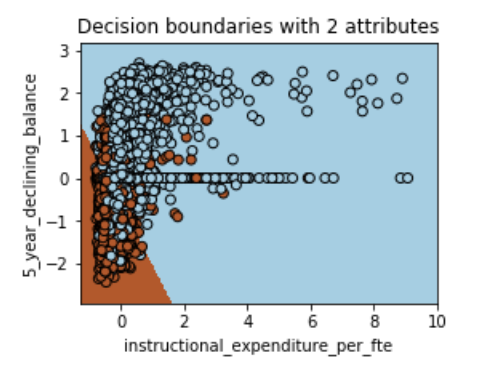 Decision boundaries with 2 attributes
3
2
1
0
−1
−2
5_year_declining_balance
0 2 4 6 8 10
instructional_expenditure_per_fte